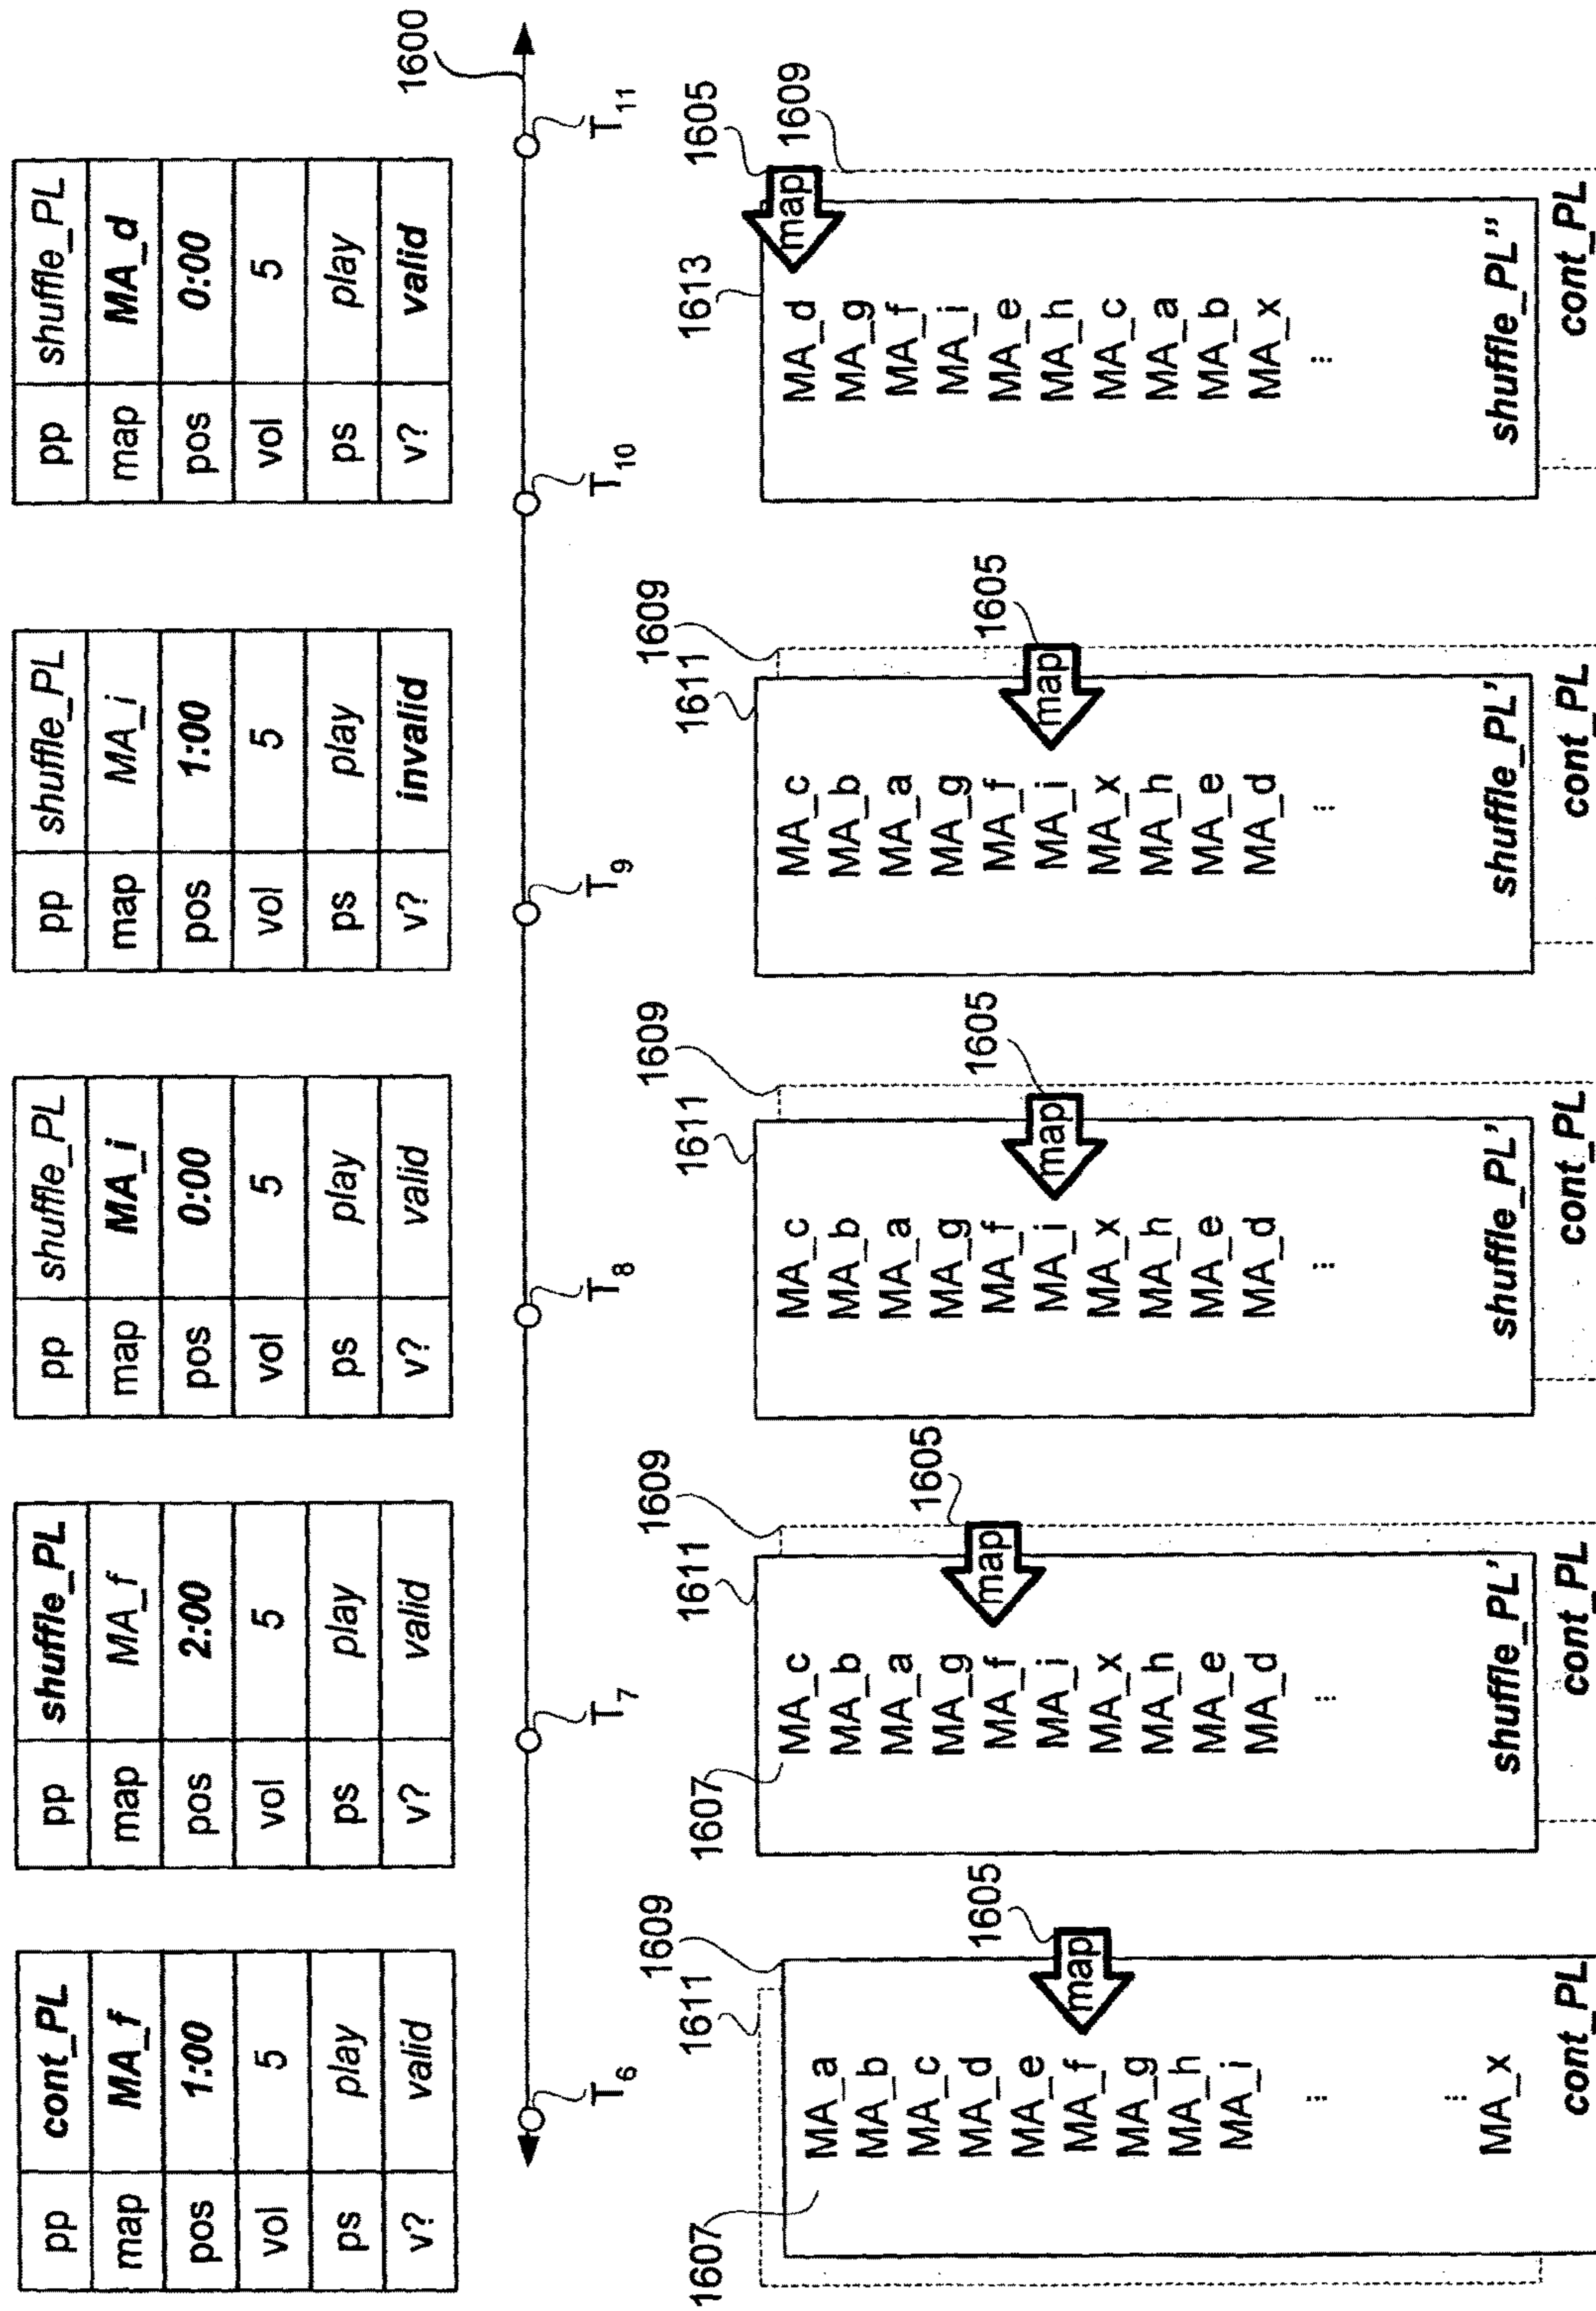 pp cont_PL
map MA_f
pos 1:00
vol 5
ps play
v? valid
pp shuffle_PL
map MA_f
pos 2:00
vol 5
ps play
v? valid
pp shuffle_PL
map MA_i
pos 0:00
vol 5
ps play
v? valid
pp shuffle_PL
map MA_i
pos 1:00
vol 5
ps play
v? invalid
pp shuffle_PL
map MA_d
pos 0:00
vol 5
ps play
v? valid
1600
T6
T7
T8
T9
T10
T11
1607
1611
1609
1605
map
MA_a
MA_b
MA_c
MA_d
MA_e
MA_f
MA_g
MA_h
MA_i
...
...
MA_x
cont_PL
1607
1611
1609
1605
map
MA_c
MA_b
MA_a
MA_g
MA_f
MA_i
MA_x
MA_h
MA_e
MA_d
...
shuffle_PL'
cont_PL
1611
1609
1605
map
MA_c
MA_b
MA_a
MA_g
MA_f
MA_i
MA_x
MA_h
MA_e
MA_d
...
shuffle_PL'
cont_PL
1611
1609
1605
map
MA_c
MA_b
MA_a
MA_g
MA_f
MA_i
MA_x
MA_h
MA_e
MA_d
...
shuffle_PL'
cont_PL
1613
1605
1609
map
MA_d
MA_g
MA_f
MA_i
MA_e
MA_h
MA_c
MA_a
MA_b
MA_x
...
shuffle_PL''
cont_PL